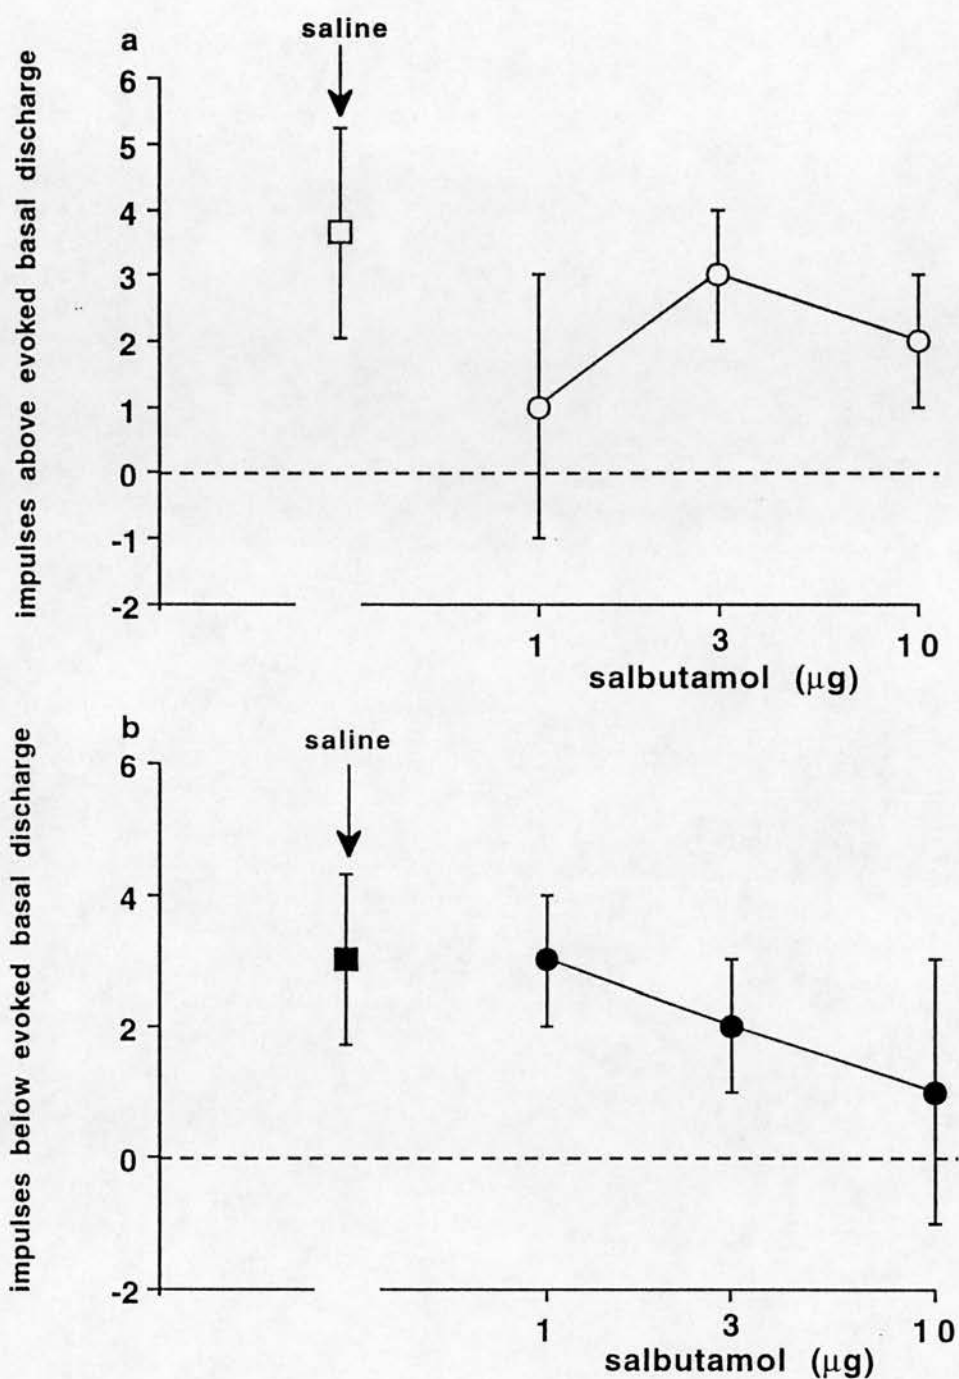 a
saline
impulses above evoked basal discharge
6
5
4
3
2
1
0
-1
-2
1 3 10
salbutamol (μg)
b
saline
impulses below evoked basal discharge
6
4
2
0
-2
1 3 10
salbutamol (μg)